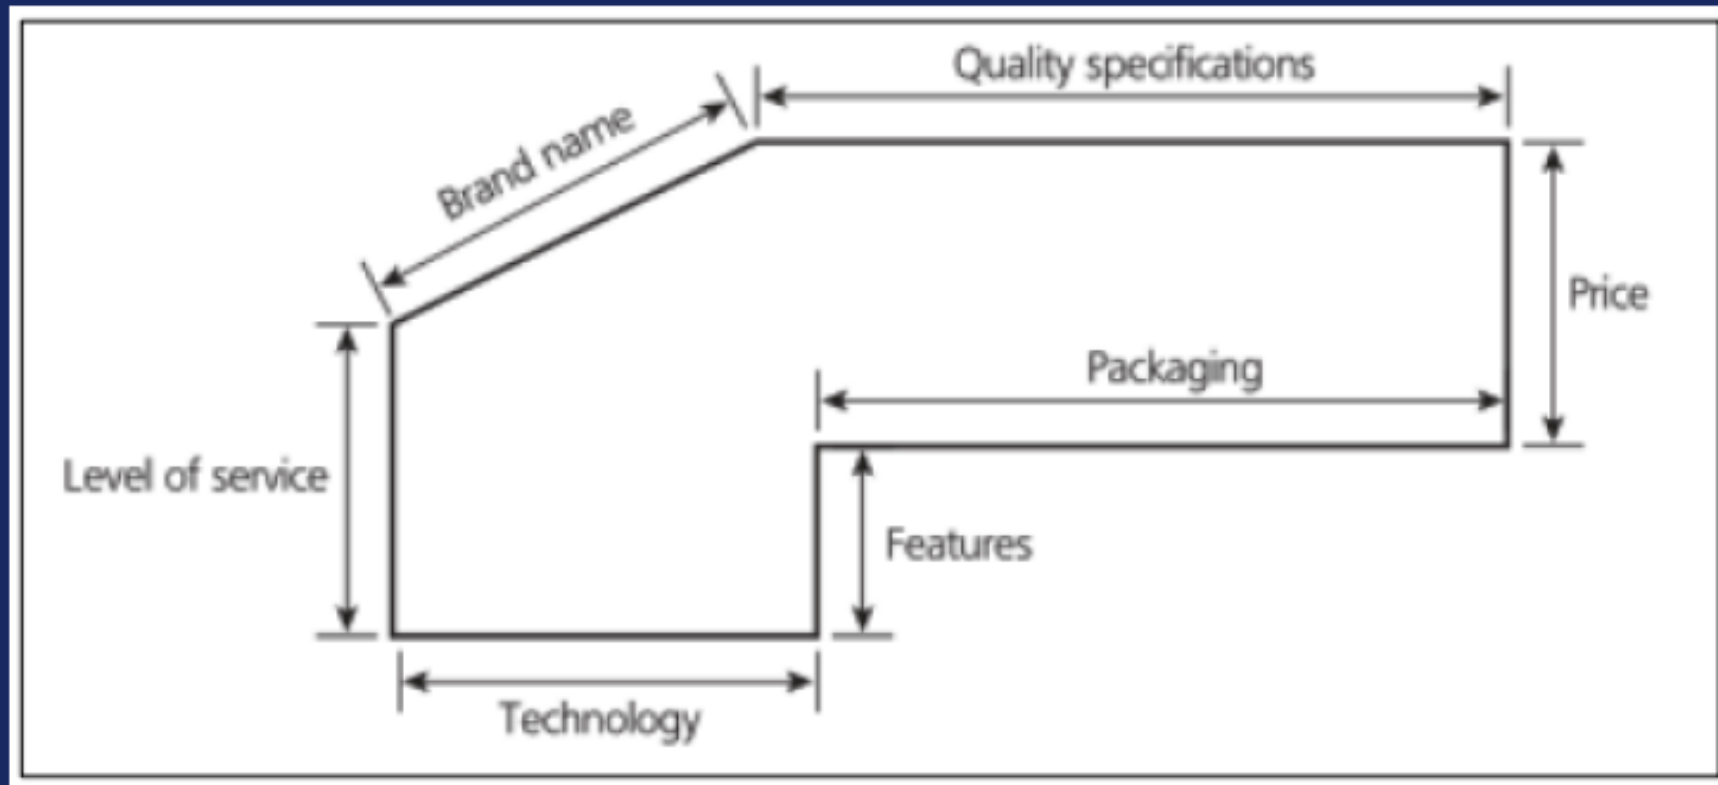 Quality specifications
Brand name
Price
Packaging
Level of service
Features
Technology